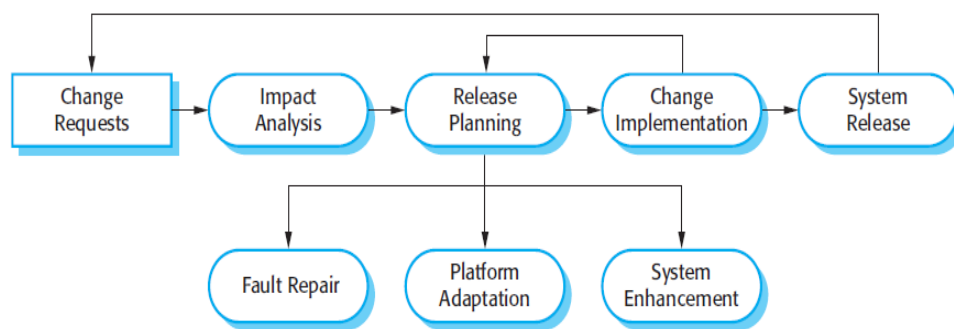 Change
Requests
Impact
Analysis
Release
Planning
Change
Implementation
System
Release
Fault Repair
Platform
Adaptation
System
Enhancement